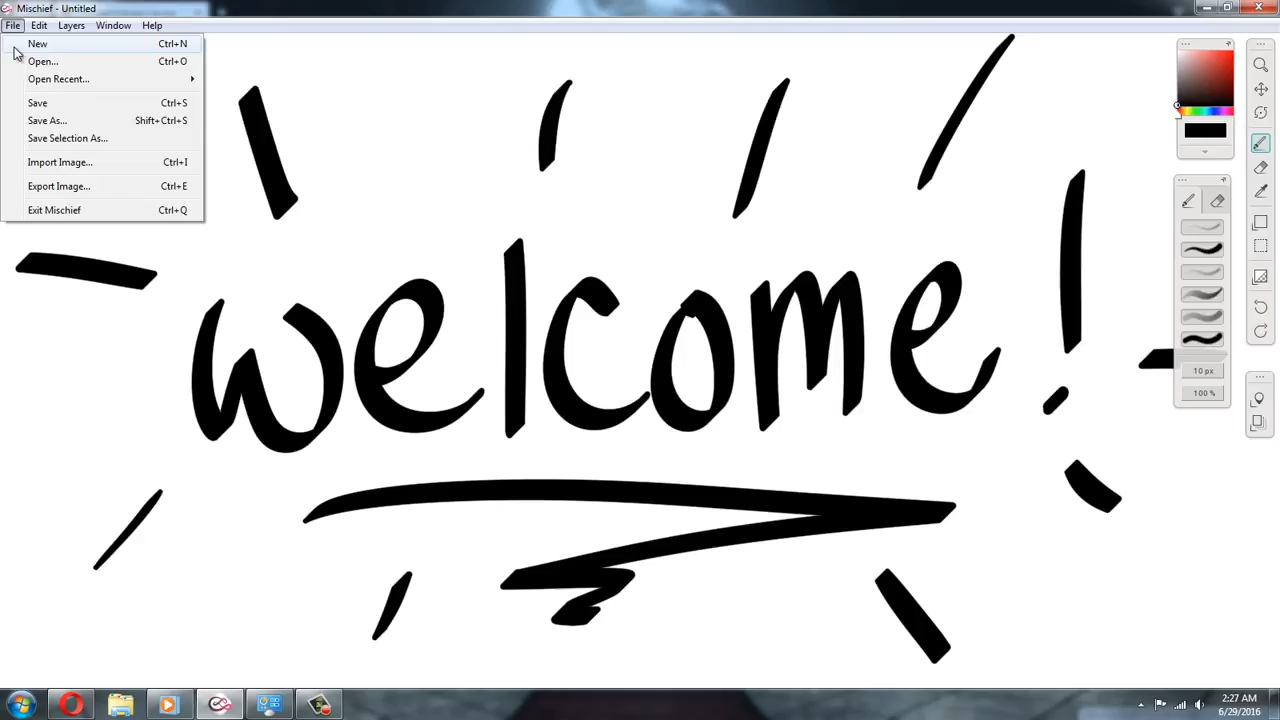 Mischief - Untitled
File Edit Layers Window Help
New Ctrl+N
Open... Ctrl+O
Open Recent...
Save Ctrl+S
Save As... Shift+Ctrl+S
Save Selection As...
Import Image... Ctrl+I
Export Image... Ctrl+E
Exit Mischief Ctrl+Q
welcome!
10 px
100 %
2:27 AM
6/29/2016